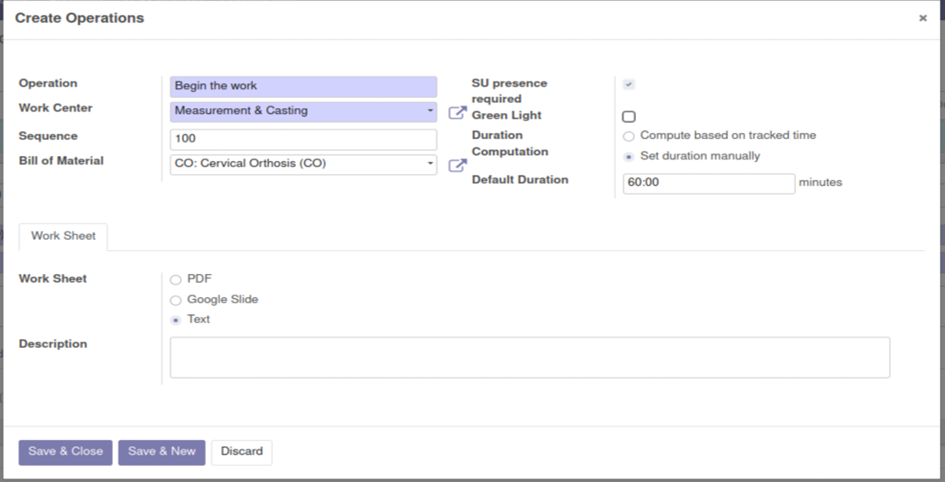 Create Operations ×
Operation Begin the work
Work Center Measurement & Casting
Sequence 100
Bill of Material CO: Cervical Orthosis (CO)
SU presence
required
Green Light
Duration Compute based on tracked time
Computation Set duration manually
Default Duration 60:00 minutes
Work Sheet
Work Sheet PDF
Google Slide
Text
Description
Save & Close Save & New Discard